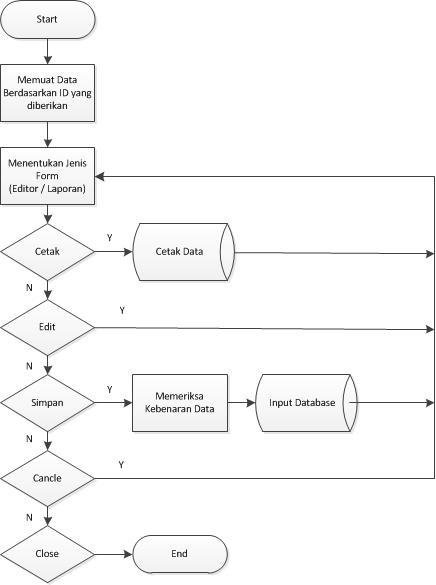 Start
Memuat Data
Berdasarkan ID yang
diberikan
Menentukan Jenis
Form
(Editor / Laporan)
Cetak
Y
Cetak Data
N
Y
Edit
N
Simpan
Y
Memeriksa
Kebenaran Data
Input Database
N
Y
Cancle
N
Close
End